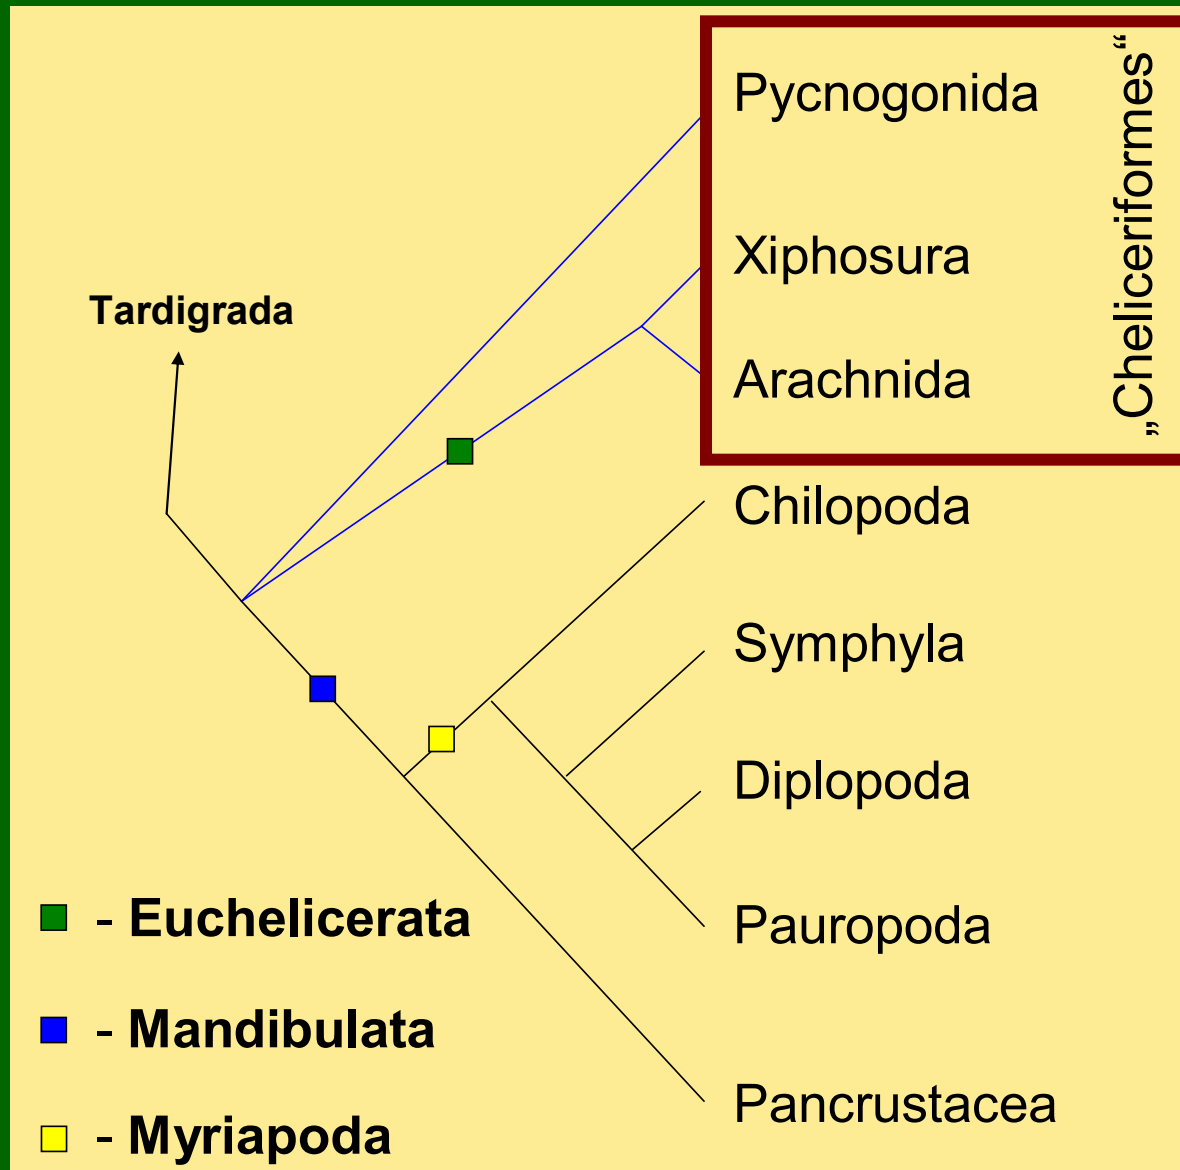 Pycnogonida
Xiphosura
Arachnida
„Cheliceriformes“
Tardigrada
Chilopoda
Symphyla
Diplopoda
Pauropoda
Pancrustacea
- Euchelicerata
- Mandibulata
- Myriapoda